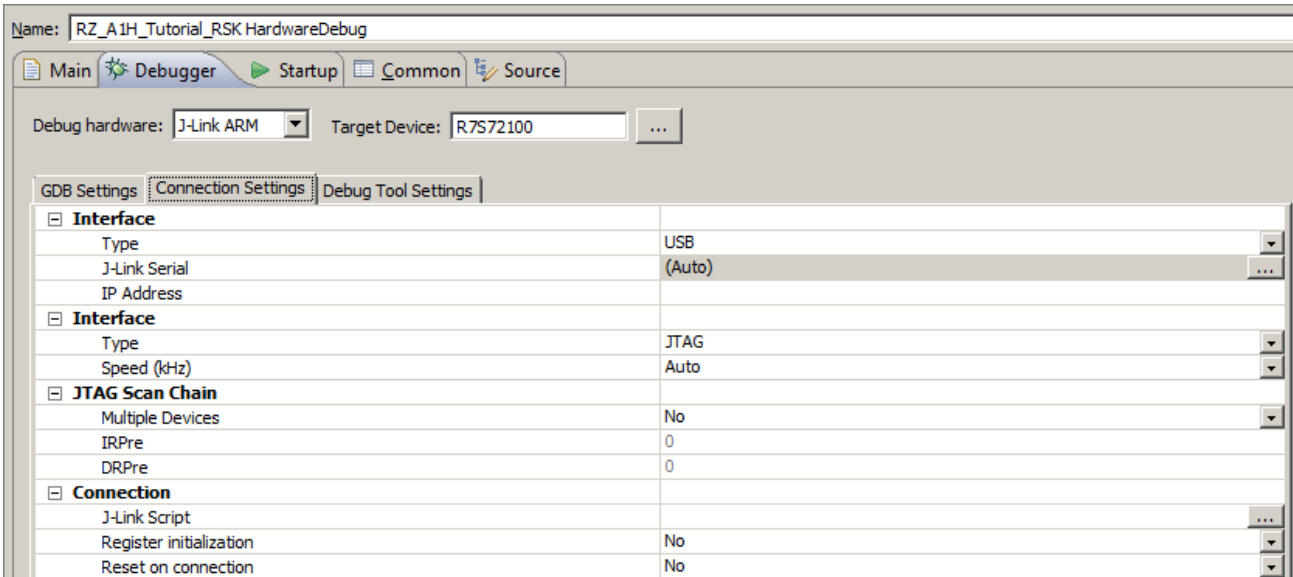 Name: RZ_A1H_Tutorial_RSK HardwareDebug
Main Debugger Startup Common Source
Debug hardware: J-Link ARM Target Device: R7S72100 ...
GDB Settings Connection Settings Debug Tool Settings
Interface
Type USB
J-Link Serial (Auto) ...
IP Address
Interface
Type JTAG
Speed (kHz) Auto
JTAG Scan Chain
Multiple Devices No
IRPre 0
DRPre 0
Connection
J-Link Script ...
Register initialization No
Reset on connection No